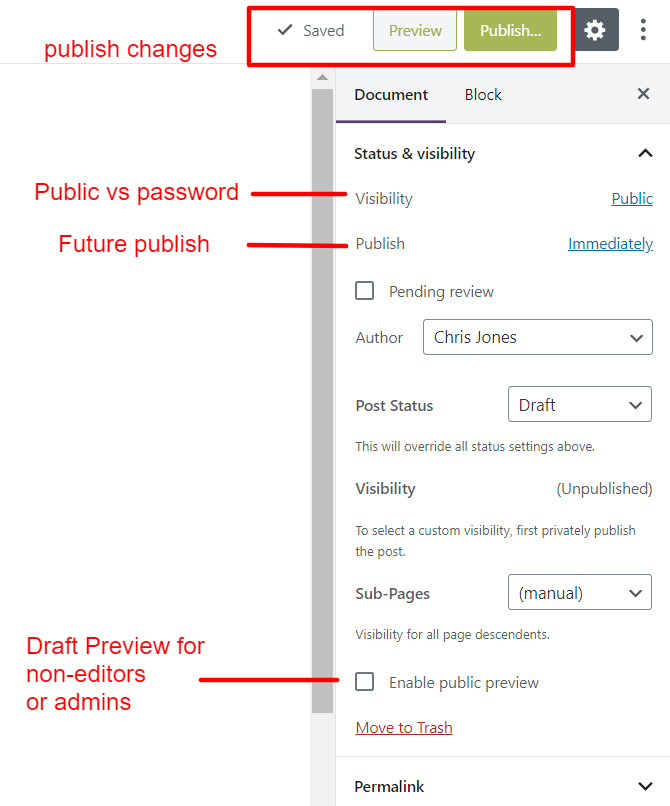 publish changes
Saved
Preview
Publish...
Document
Block
Status & visibility
Public vs password
Visibility
Public
Future publish
Publish
Immediately
Pending review
Author
Chris Jones
Post Status
Draft
This will override all status settings above.
Visibility
(Unpublished)
To select a custom visibility, first privately publish
the post.
Sub-Pages
(manual)
Visibility for all page descendents.
Draft Preview for
non-editors
or admins
Enable public preview
Move to Trash
Permalink